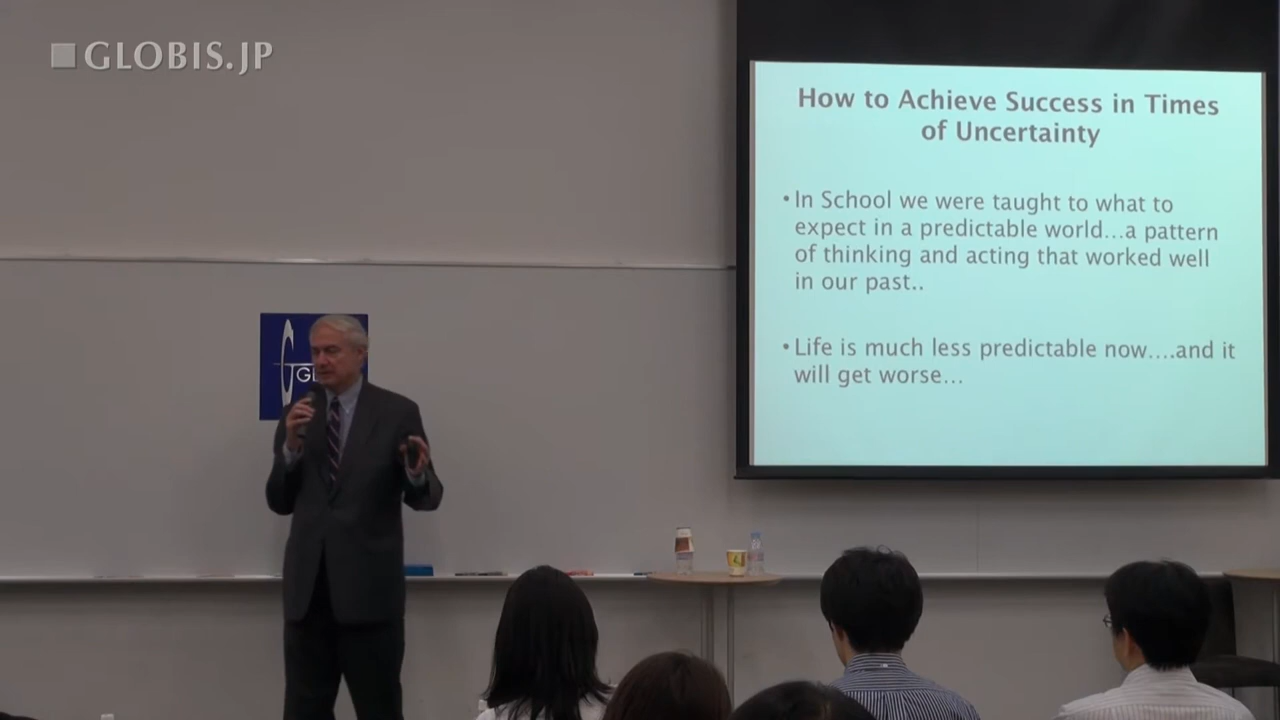 GLOBIS.JP
How to Achieve Success in Times
of Uncertainty
• In School we were taught to what to
expect in a predictable world...a pattern
of thinking and acting that worked well
in our past..
• Life is much less predictable now....and it
will get worse...